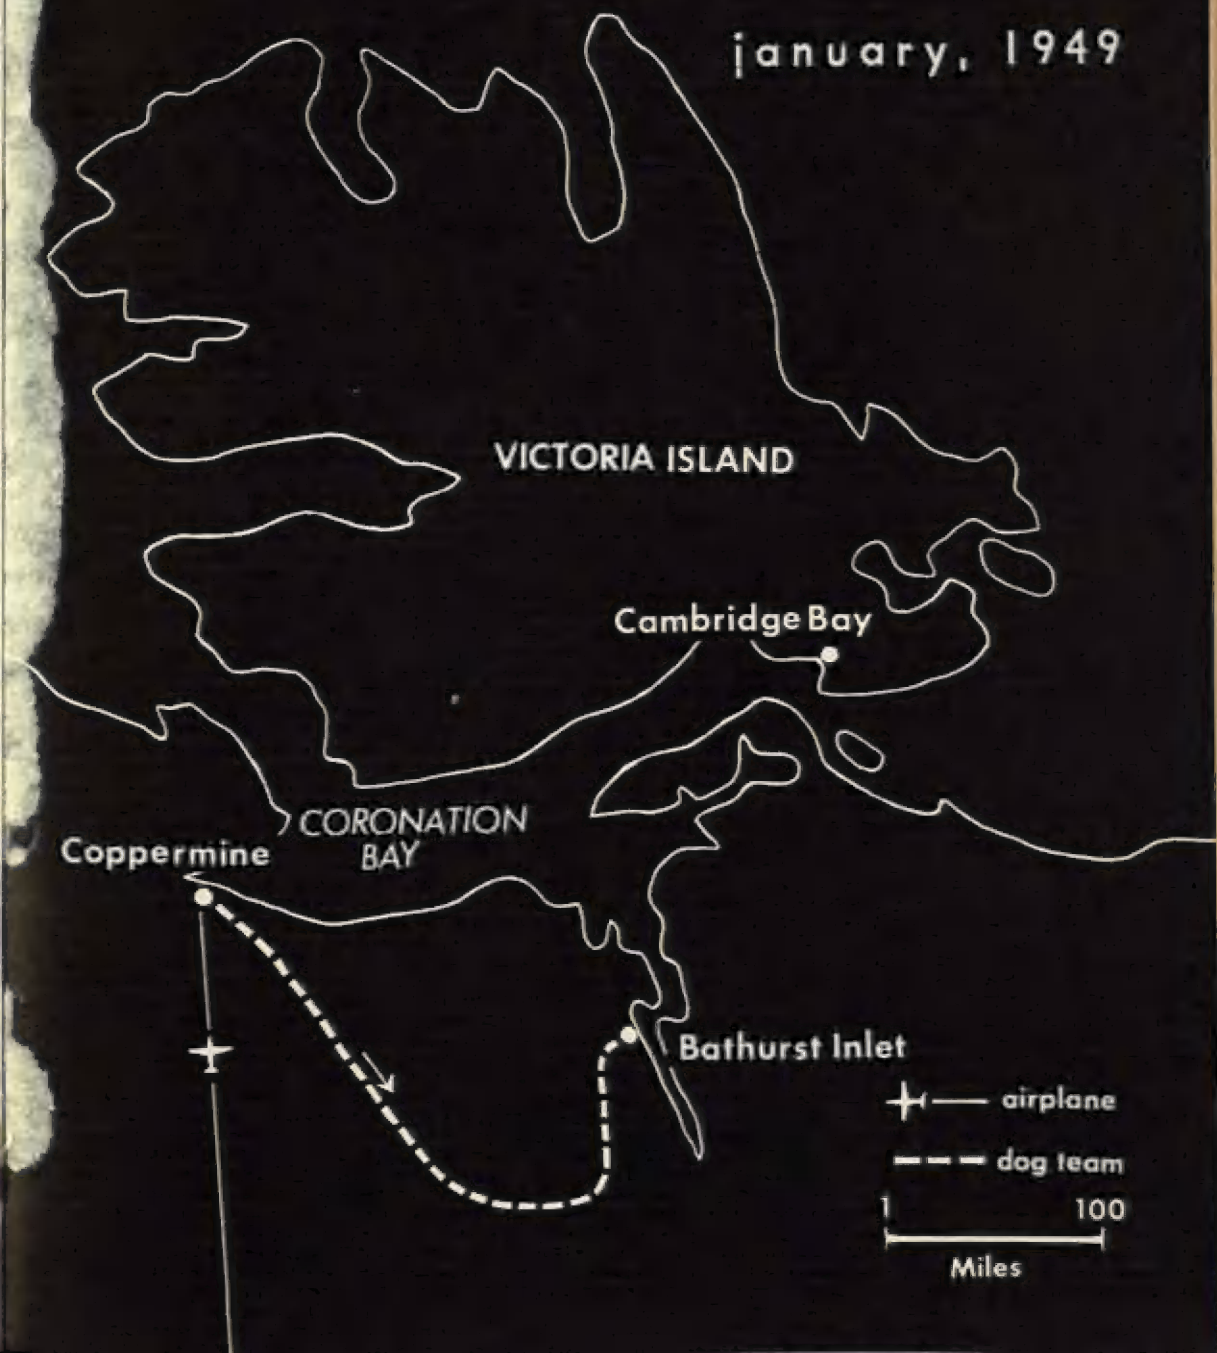 january, 1949
VICTORIA ISLAND
Cambridge Bay
CORONATION
BAY
Coppermine
Bathurst Inlet
airplane
dog team
1 100
Miles